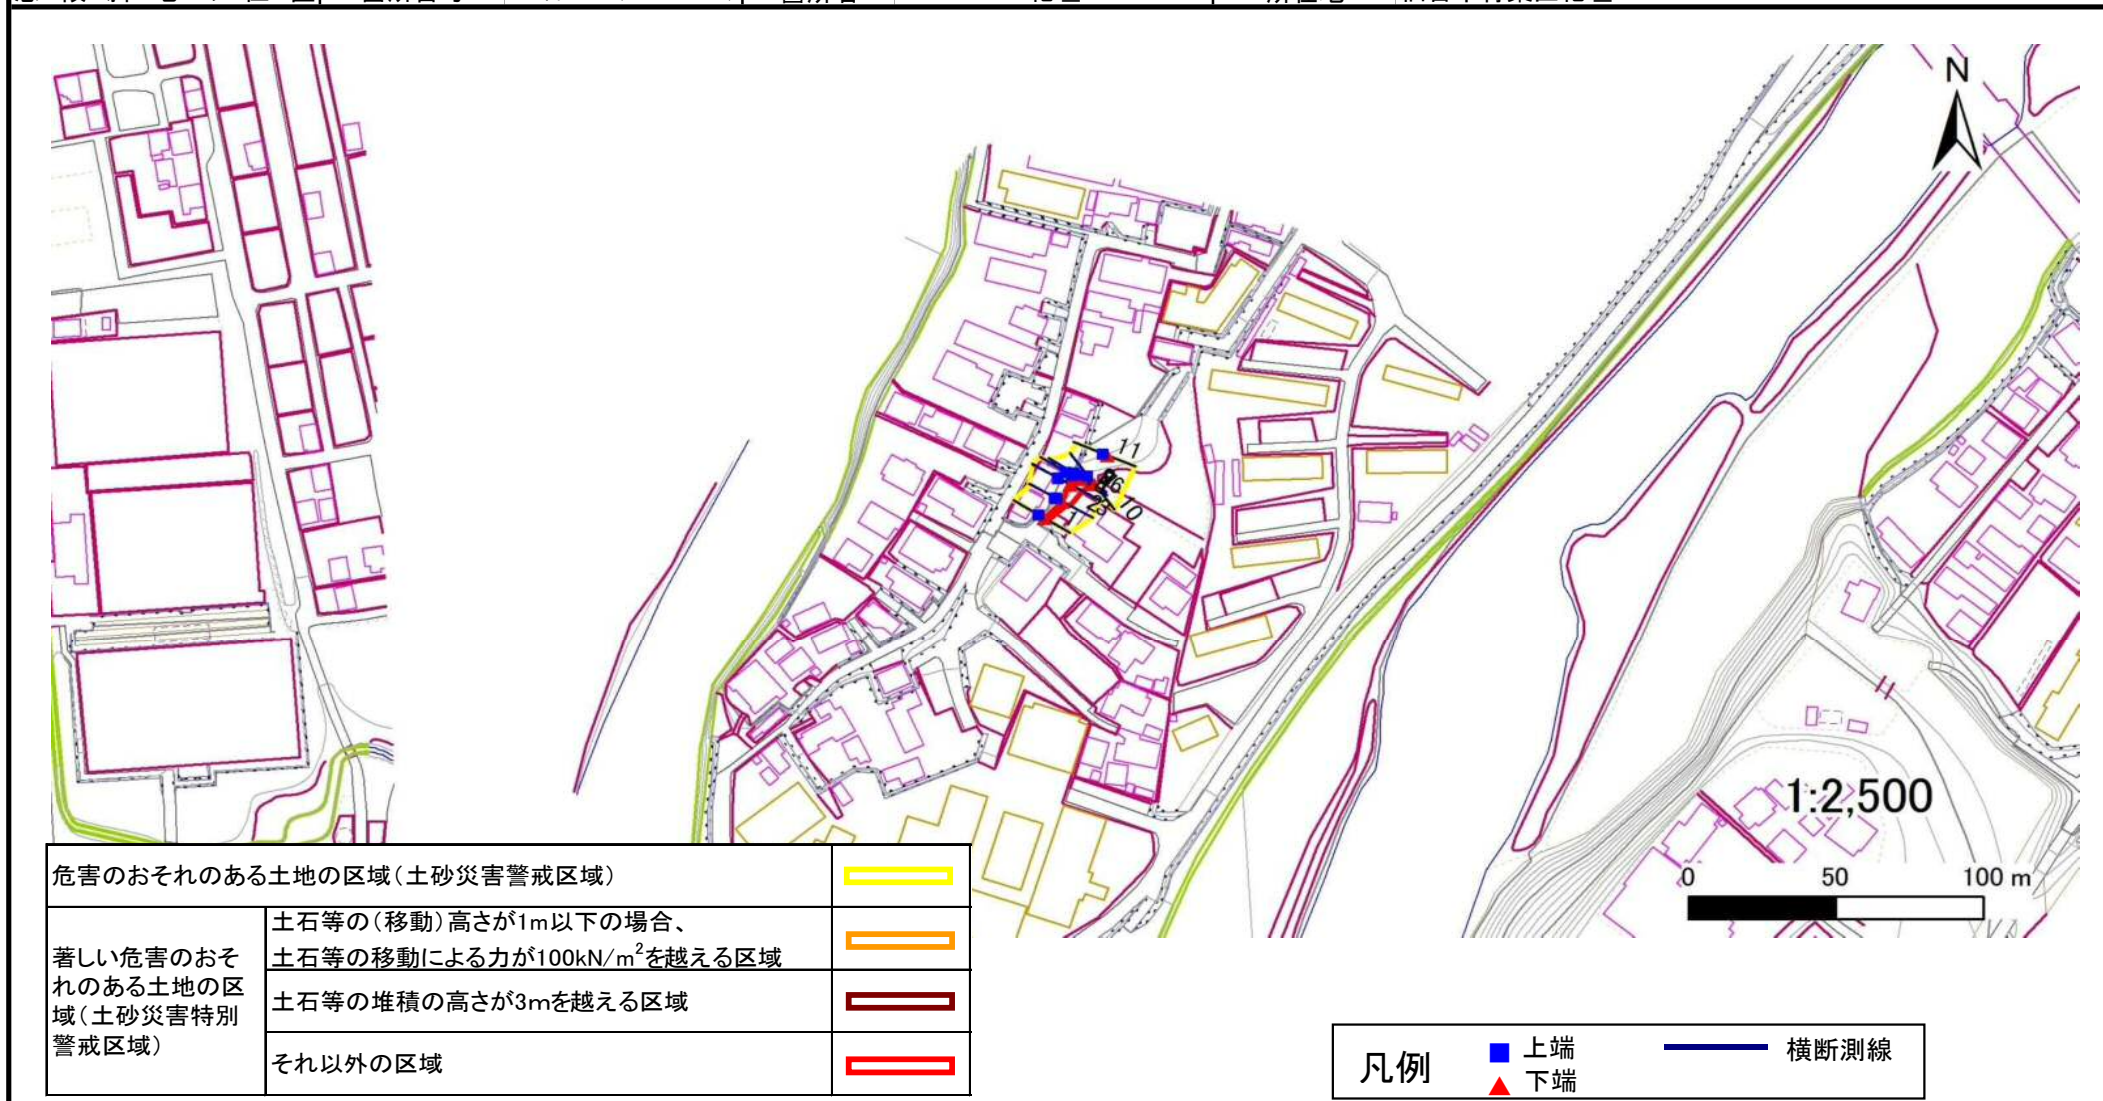 N
11
10
1:2,500
0 50 100 m
危害のおそれのある土地の区域（土砂災害警戒区域）
著しい危害のおそ
れのある土地の区
域（土砂災害特別
警戒区域）
土石等の（移動）高さが1m以下の場合、
土石等の移動による力が100kN/m²を越える区域
土石等の堆積の高さが3mを越える区域
それ以外の区域
凡例
上端
下端
横断測線